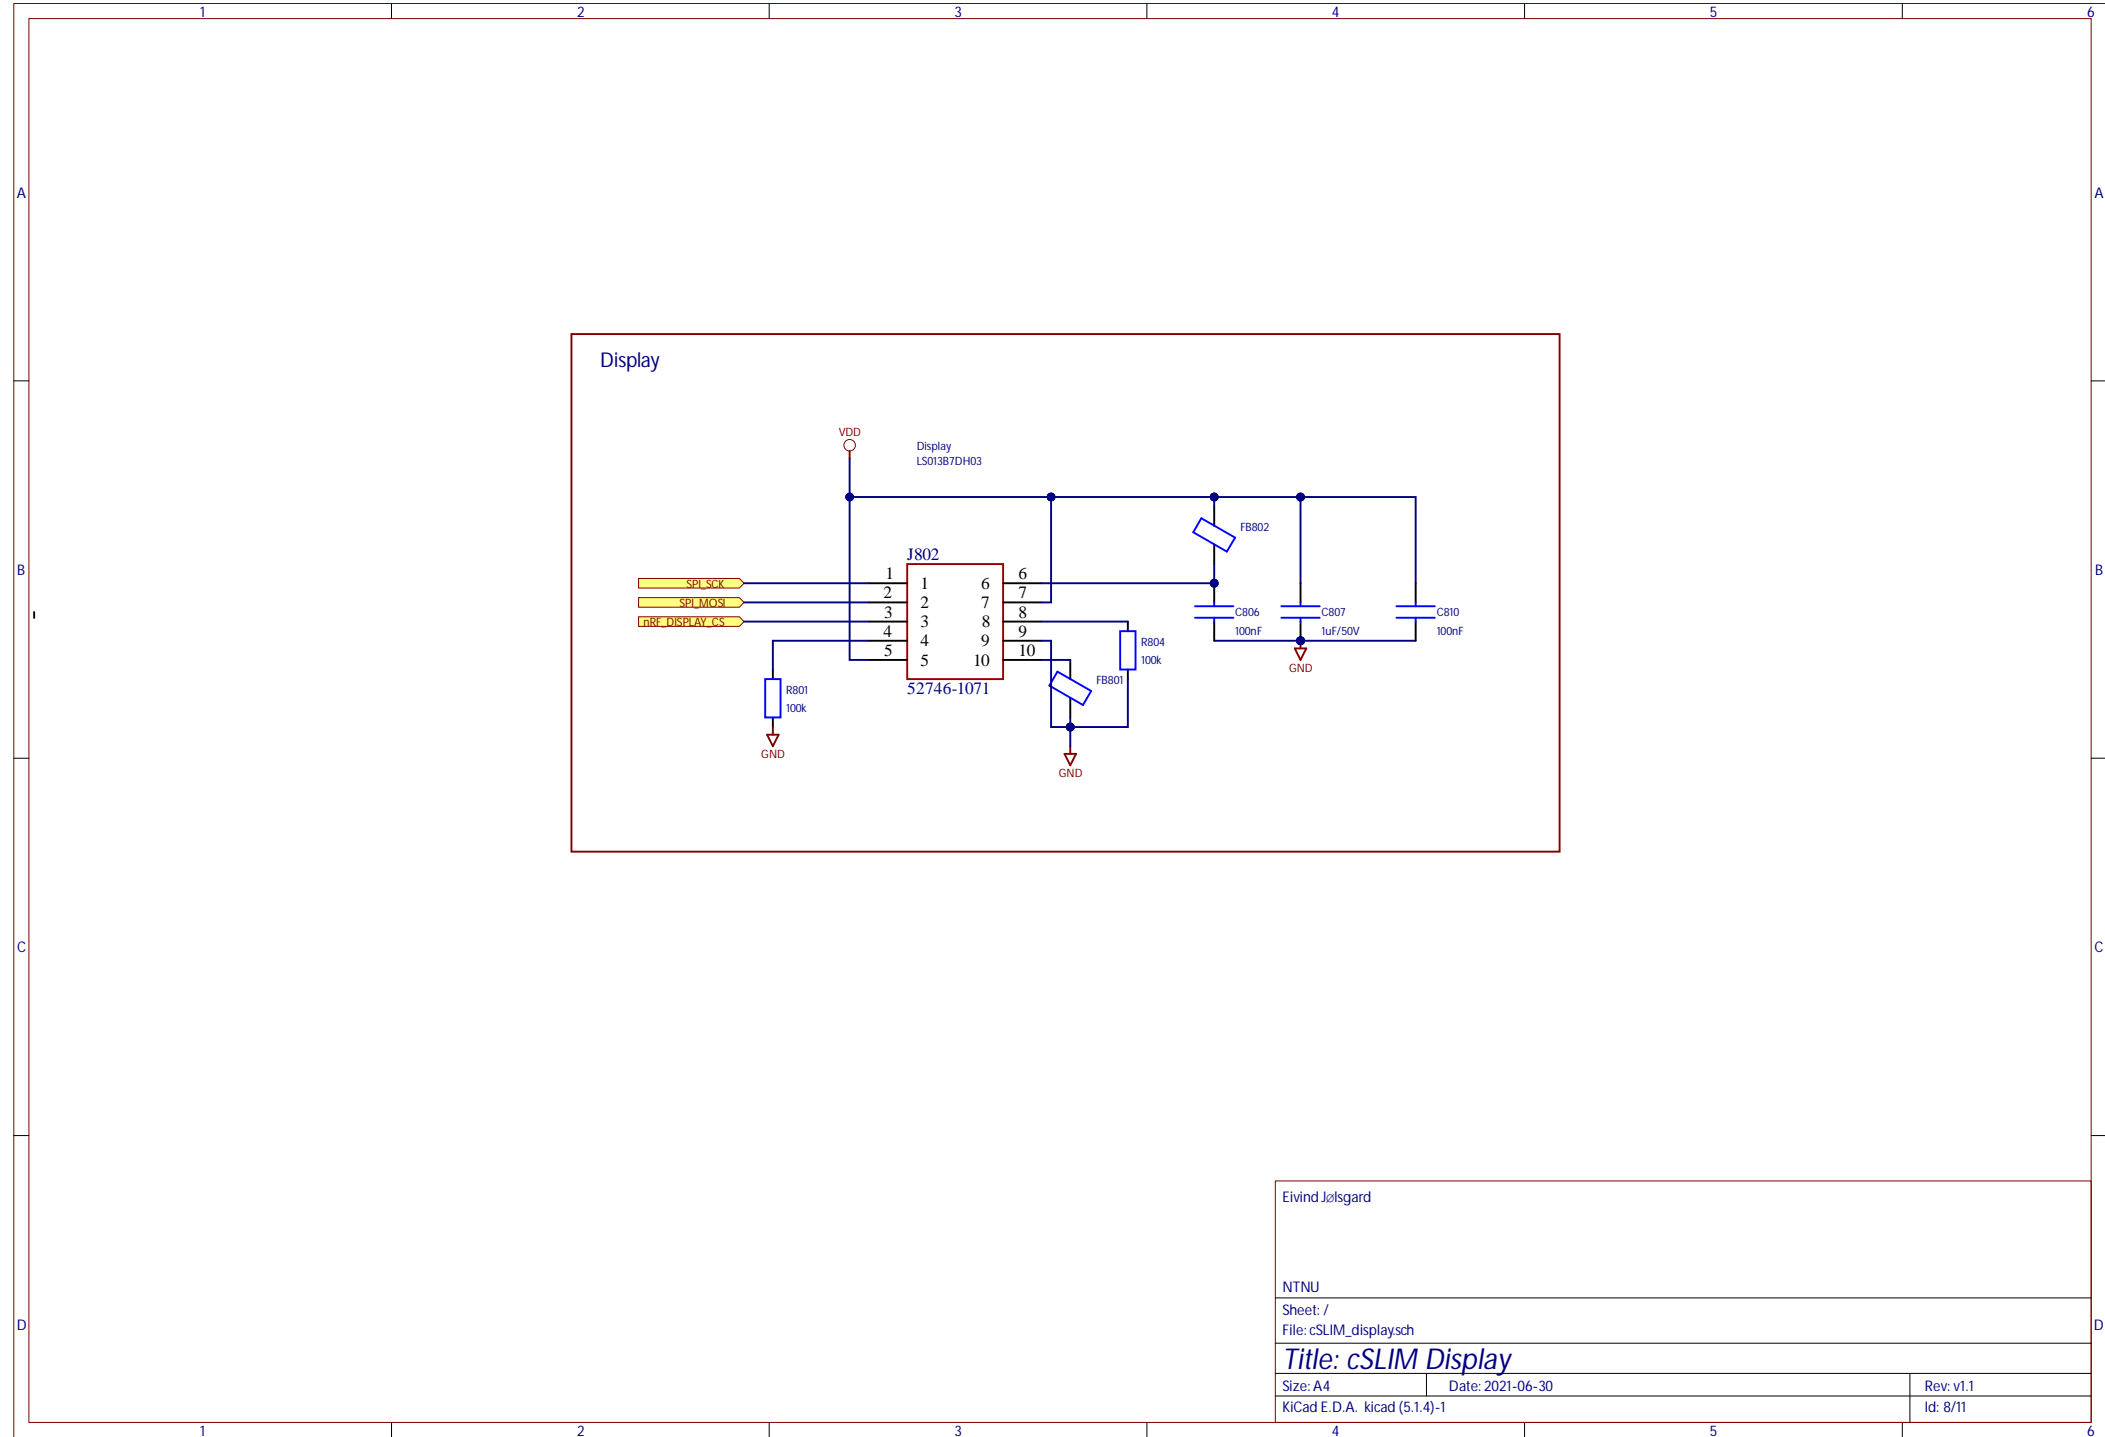 1 2 3 4 5 6
A A
Display
VDD
Display
LS013B7DH03
FB802
J802
B B
SPI_SCK 1 1 6 6
SPI_MOSI 2 2 7 7
nRF_DISPLAY_CS 3 3 8 8
4 4 9 9
5 5 10 10
52746-1071
C806
100nF
C807
1uF/50V
C810
100nF
GND
R804
100k
FB801
R801
100k
GND
GND
C C
Eivind Jølsgard
NTNU
Sheet: /
File: cSLIM_display.sch
D D
Title: cSLIM Display
Size: A4 Date: 2021-06-30 Rev: v1.1
KiCad E.D.A. kicad (5.1.4)-1 Id: 8/11
1 2 3 4 5 6